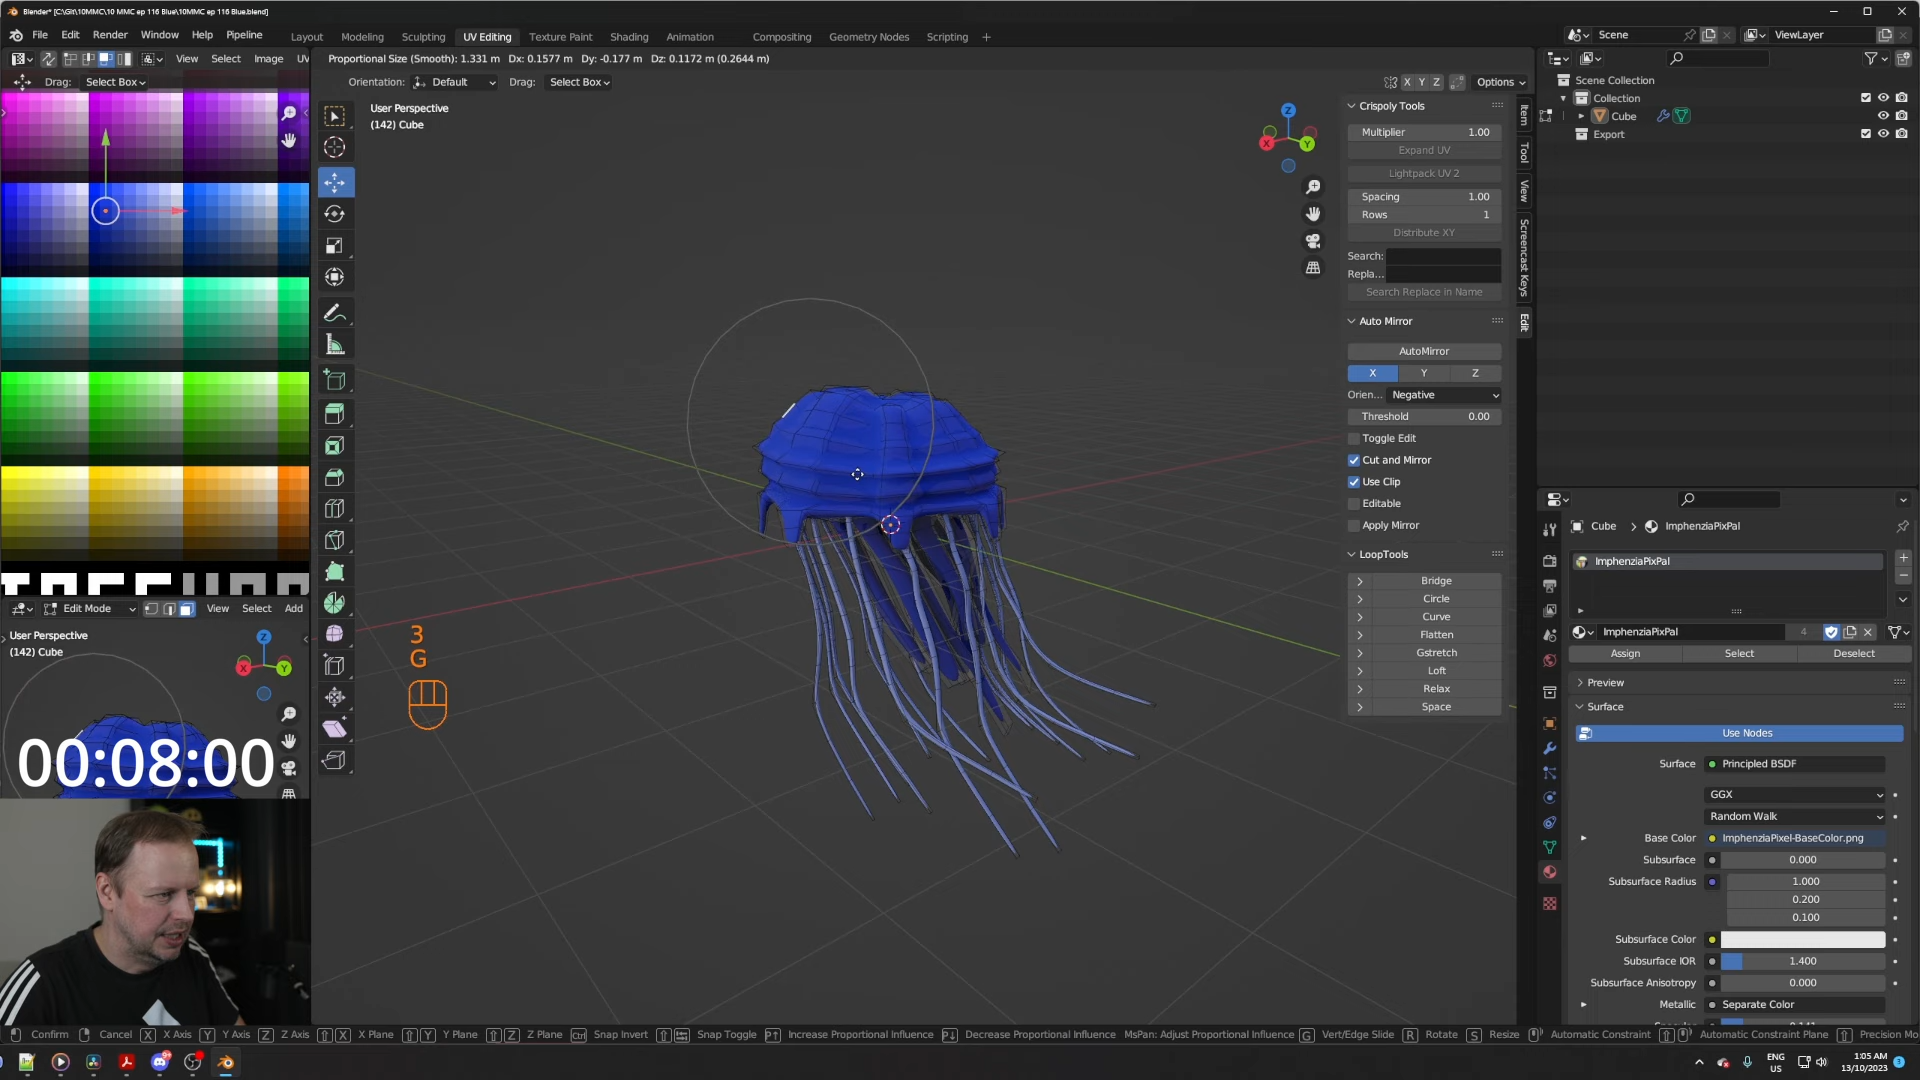 Blender* [C:\Git\10MMC\10 MMC ep 116 Blue\10MMC ep 116 Blue.blend]
File Edit Render Window Help Pipeline
Layout Modeling Sculpting UV Editing Texture Paint Shading Animation Compositing Geometry Nodes Scripting +
Scene
ViewLayer
View Select Image UV
Proportional Size (Smooth): 1.331 m Dx: 0.1577 m Dy: -0.177 m Dz: 0.1172 m (0.2644 m)
Drag: Select Box
Orientation: Default Drag: Select Box
X Y Z Options
User Perspective
(142) Cube
Z
X
Y
Crispoly Tools
Multiplier 1.00
Expand UV
Lightpack UV 2
Spacing 1.00
Rows 1
Distribute XY
Search:
Repla...
Search Replace in Name
Auto Mirror
AutoMirror
X Y Z
Orien... Negative
Threshold 0.00
Toggle Edit
Cut and Mirror
Use Clip
Editable
Apply Mirror
LoopTools
Bridge
Circle
Curve
Flatten
Gstretch
Loft
Relax
Space
Item
Tool
View
Screencast Keys
Edit
Scene Collection
Collection
Cube
Export
Cube > ImphenziaPixPal
ImphenziaPixPal
ImphenziaPixPal 4
Assign Select Deselect
Preview
Surface
Use Nodes
Surface Principled BSDF
GGX
Random Walk
Base Color ImphenziaPixel-BaseColor.png
Subsurface 0.000
Subsurface Radius 1.000
0.200
0.100
Subsurface Color
Subsurface IOR 1.400
Subsurface Anisotropy 0.000
Metallic Separate Color
3
G
Edit Mode View Select Add
User Perspective
(142) Cube
Z
X
Y
00:08:00
Confirm Cancel X X Axis Y Y Axis Z Z Axis X X Plane Y Y Plane Z Z Plane Ctrl Snap Invert Snap Toggle Increase Proportional Influence Decrease Proportional Influence MsPan: Adjust Proportional Influence G Vert/Edge Slide R Rotate S Resize Automatic Constraint Automatic Constraint Plane Precision Mo
ENG
US
1:05 AM
13/10/2023
3